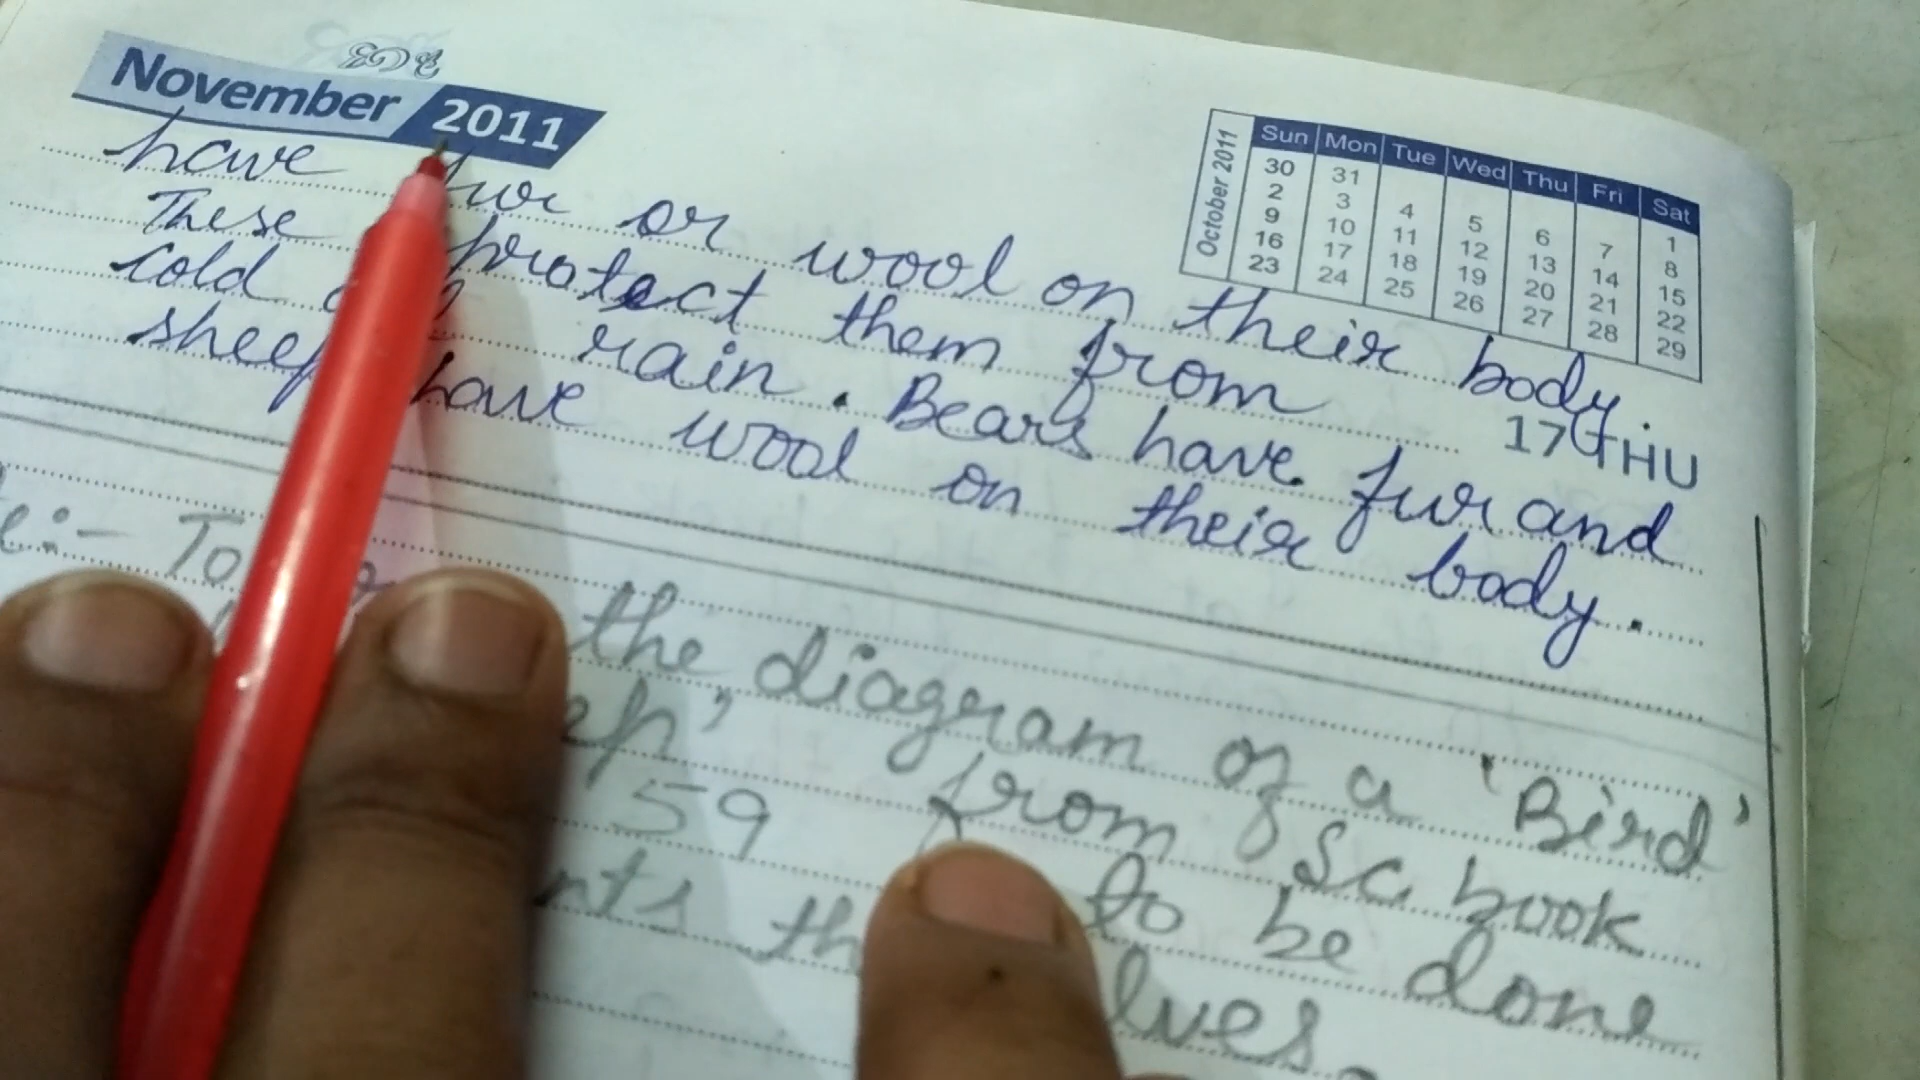 November 2011
October 2011
Sun Mon Tue Wed Thu Fri Sat
30 31 1
2 3 4 5 6 7 8
9 10 11 12 13 14 15
16 17 18 19 20 21 22
23 24 25 26 27 28 29
have fur or wool on their body.
These protect them from
17 THU
cold rain. Bears have fur and
sheep have wool on their body.
To the diagram of a 'Bird'
from Sc. book
59 to be done